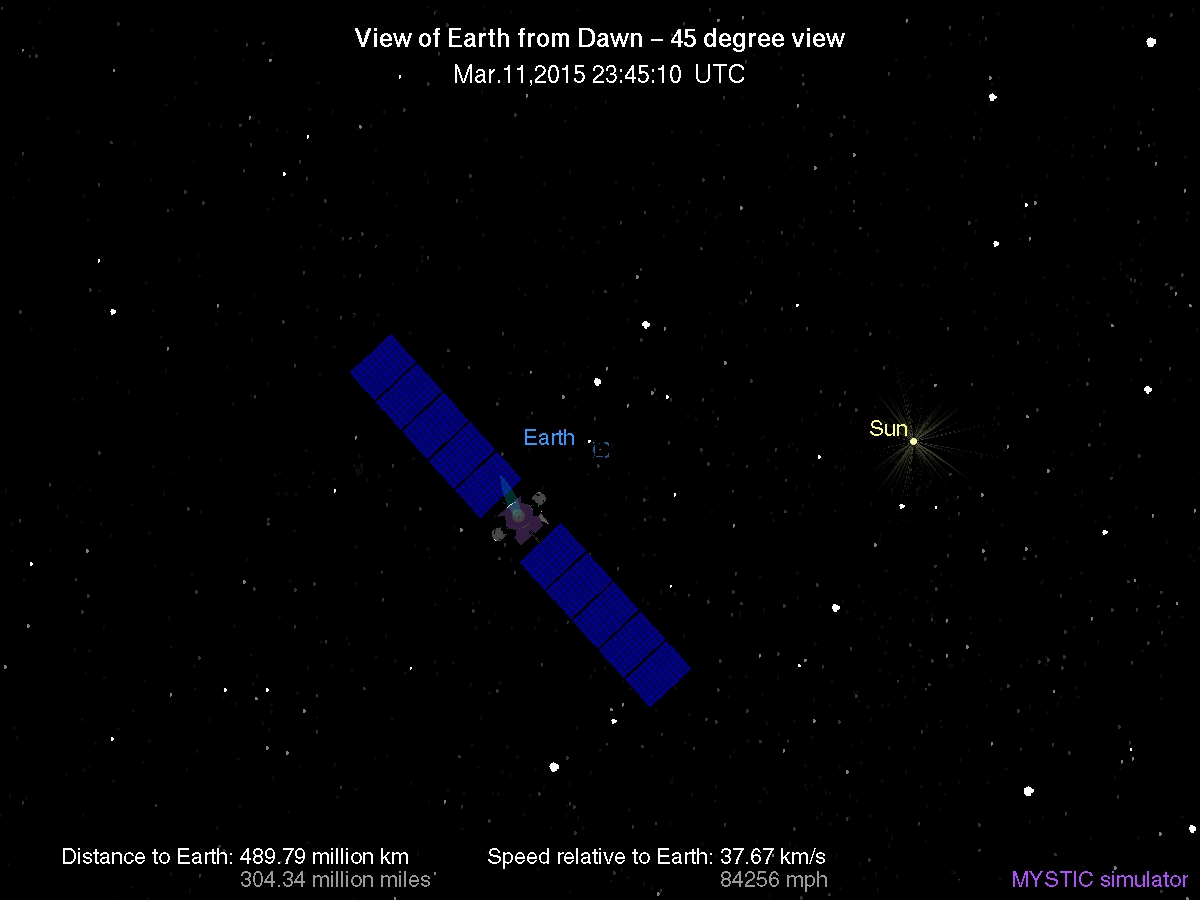 View of Earth from Dawn – 45 degree view
Mar.11,2015 23:45:10 UTC
Sun
Earth
Distance to Earth: 489.79 million km
304.34 million miles
Speed relative to Earth: 37.67 km/s
84256 mph
MYSTIC simulator